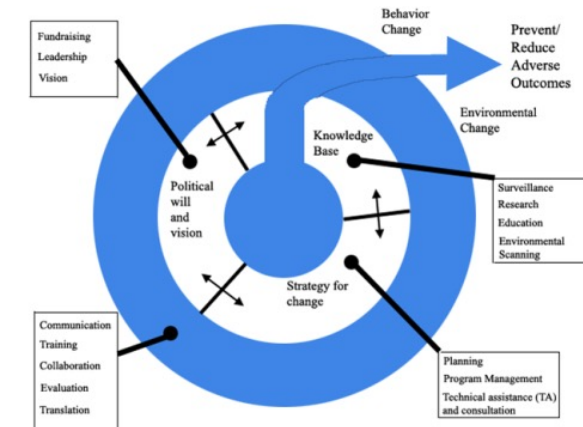 Fundraising
Leadership
Vision
Behavior
Change
Prevent/
Reduce
Adverse
Outcomes
Environmental
Change
Knowledge
Base
Political
will
and
vision
Surveillance
Research
Education
Environmental
Scanning
Strategy for
change
Communication
Training
Collaboration
Evaluation
Translation
Planning
Program Management
Technical assistance (TA)
and consultation